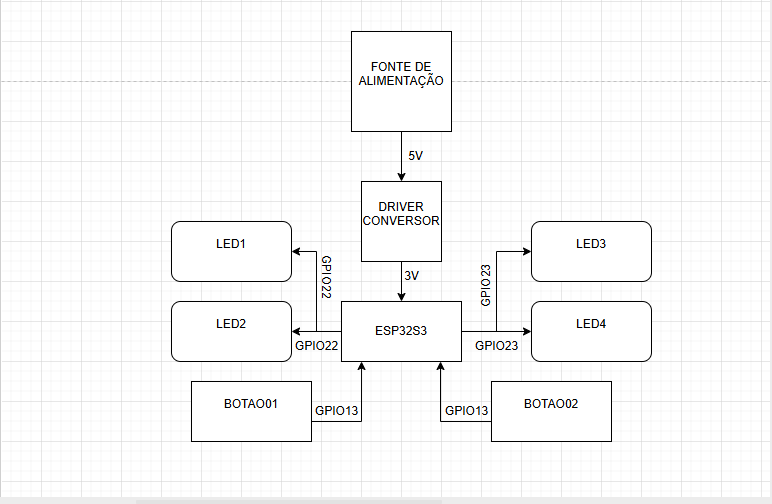 FONTE DE
ALIMENTAÇÃO
5V
DRIVER
CONVERSOR
LED1
LED3
GPIO22
3V
GPIO23
LED2
ESP32S3
LED4
GPIO22
GPIO23
BOTAO01
GPIO13
GPIO13
BOTAO02